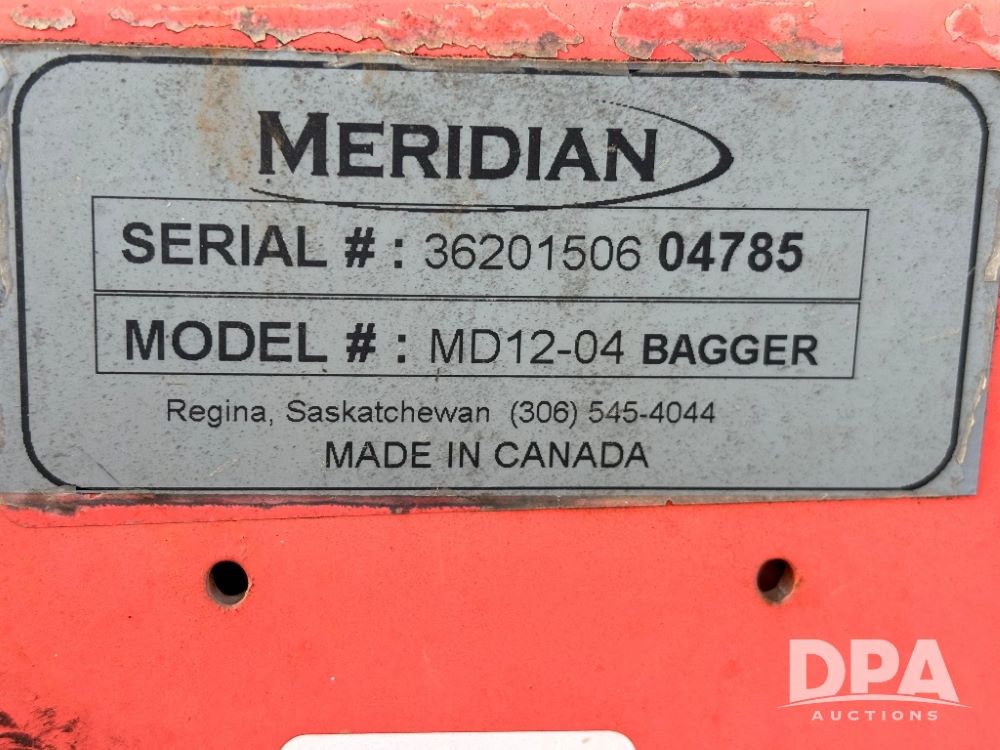 MERIDIAN
SERIAL # : 36201506 04785
MODEL # : MD12-04 BAGGER
Regina, Saskatchewan (306) 545-4044
MADE IN CANADA
DPA
AUCTIONS